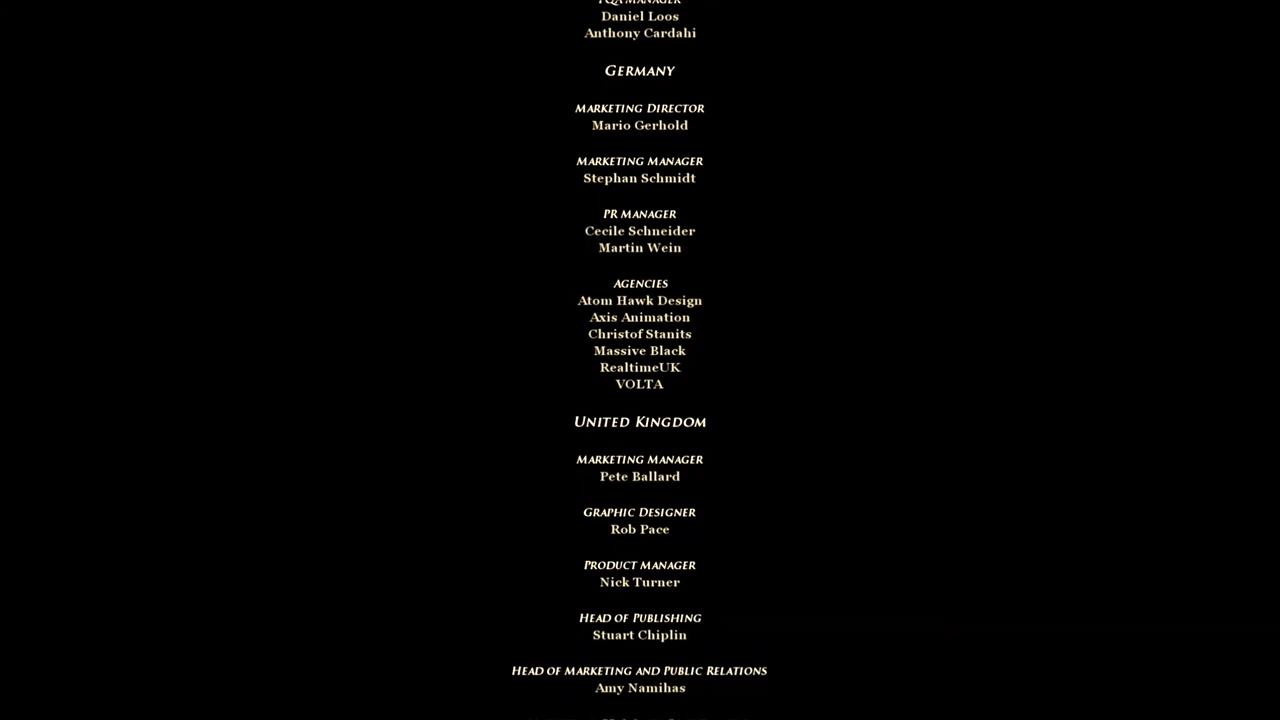 TQA Manager
Daniel Loos
Anthony Cardahi
Germany
Marketing Director
Mario Gerhold
Marketing Manager
Stephan Schmidt
PR Manager
Cecile Schneider
Martin Wein
Agencies
Atom Hawk Design
Axis Animation
Christof Stanits
Massive Black
RealtimeUK
VOLTA
United Kingdom
Marketing Manager
Pete Ballard
Graphic Designer
Rob Pace
Product Manager
Nick Turner
Head of Publishing
Stuart Chiplin
Head of Marketing and Public Relations
Amy Namihas